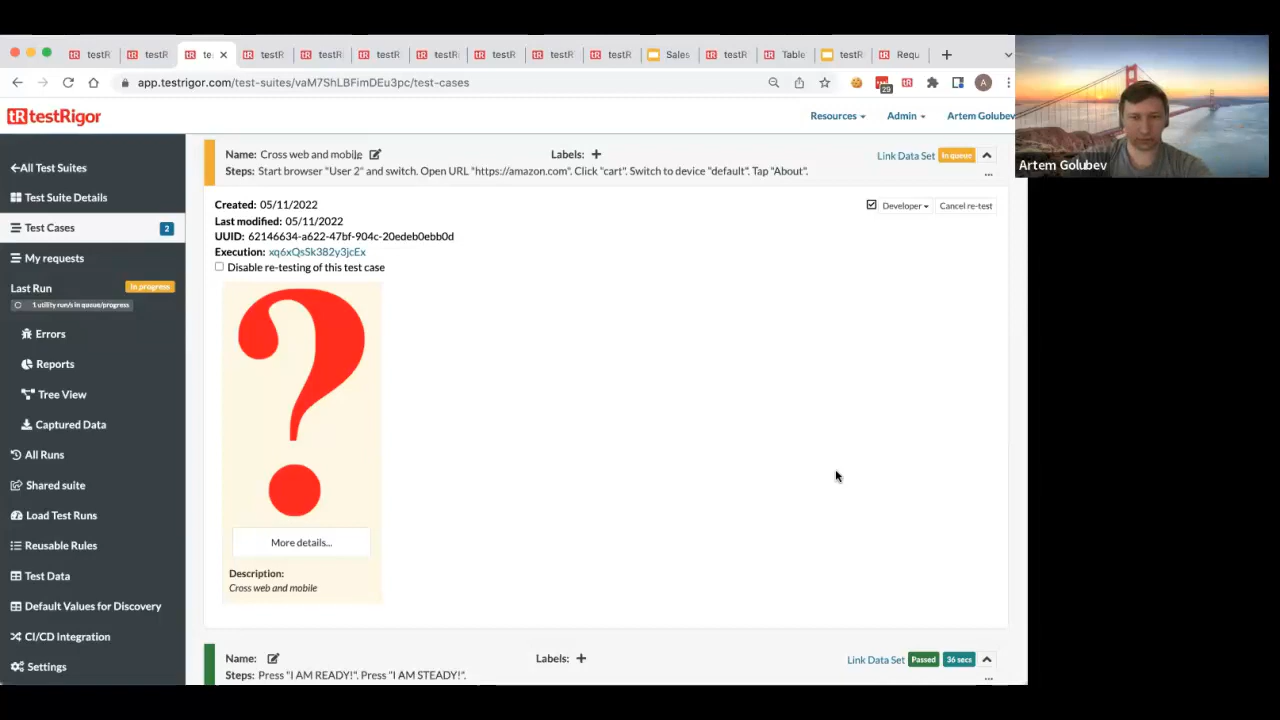 testR
testR
te
testR
testR
testR
testR
testR
testR
testR
Sales
testR
Table
testR
Requ
app.testrigor.com/test-suites/vaM7ShLBFimDEu3pc/test-cases
29
A
tR testRigor
Resources
Admin
Artem Golubev
Artem Golubev
All Test Suites
Test Suite Details
Test Cases
2
My requests
Last Run
In progress
1 utility run/s in queue/progress
Errors
Reports
Tree View
Captured Data
All Runs
Shared suite
Load Test Runs
Reusable Rules
Test Data
Default Values for Discovery
CI/CD Integration
Settings
Name: Cross web and mobile
Labels: +
Link Data Set
In queue
Steps: Start browser "User 2" and switch. Open URL "https://amazon.com". Click "cart". Switch to device "default". Tap "About".
...
Created: 05/11/2022
Developer
Cancel re-test
Last modified: 05/11/2022
UUID: 62146634-a622-47bf-904c-20edeb0ebb0d
Execution: xq6xQsSk382y3jcEx
Disable re-testing of this test case
?
More details...
Description:
Cross web and mobile
Name:
Labels: +
Link Data Set
Passed
36 secs
Steps: Press "I AM READY!". Press "I AM STEADY!".
...